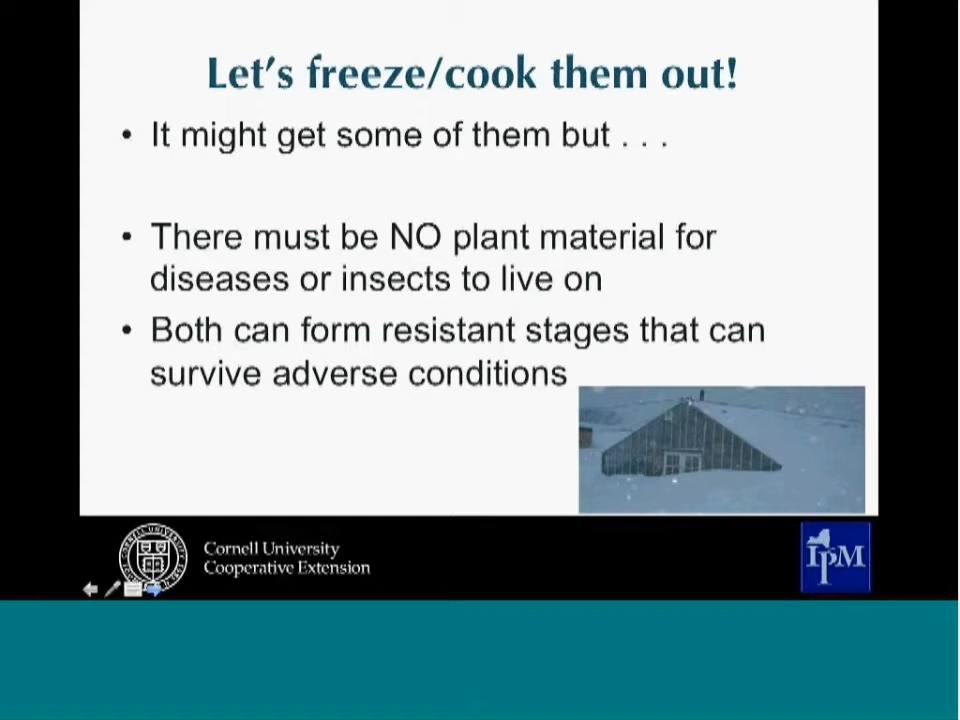 Let's freeze/cook them out!
• It might get some of them but . . .
• There must be NO plant material for
diseases or insects to live on
• Both can form resistant stages that can
survive adverse conditions
Cornell University
Cooperative Extension
IPM